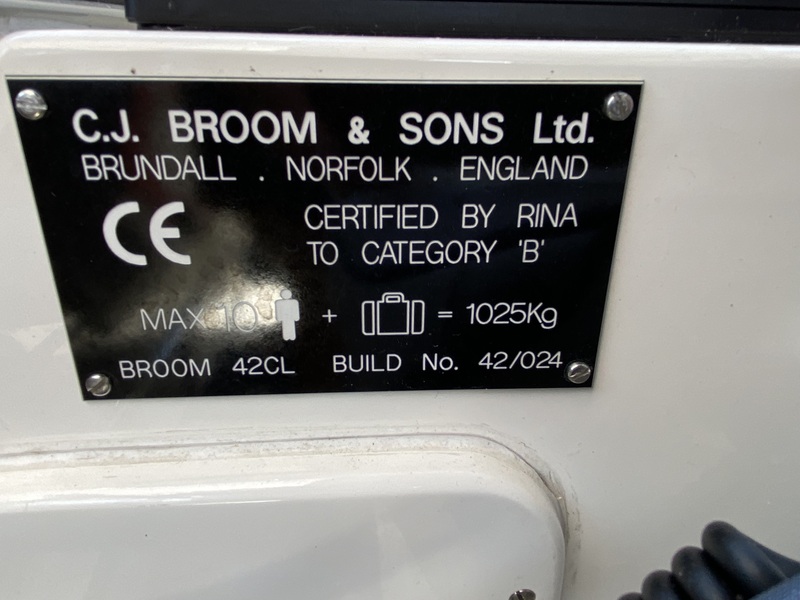 C.J. BROOM & SONS Ltd.
BRUNDALL . NORFOLK . ENGLAND
CE CERTIFIED BY RINA
TO CATEGORY 'B'
MAX 10 + = 1025Kg
BROOM 42CL BUILD No. 42/024